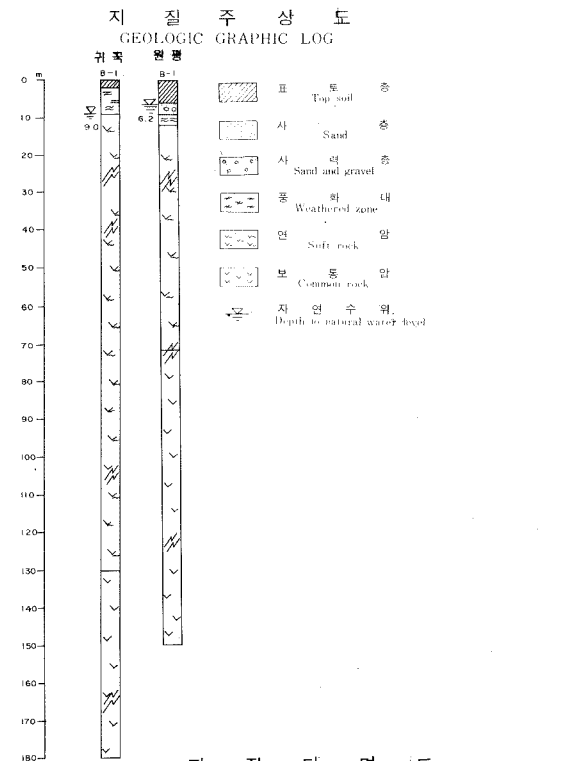 지 질 주 상 도
GEOLOGIC GRAPHIC LOG
귀 곡 원 평
B-1 B-1
m
0
10
20
30
40
50
60
70
80
90
100
110
120
130
140
150
160
170
180
9.0
6.2
표 토 층
Top soil
사 층
Sand
사 력 층
Sand and gravel
풍 화 대
Weathered zone
연 암
Soft rock
보 통 암
Common rock
자 연 수 위
Depth to natural water level